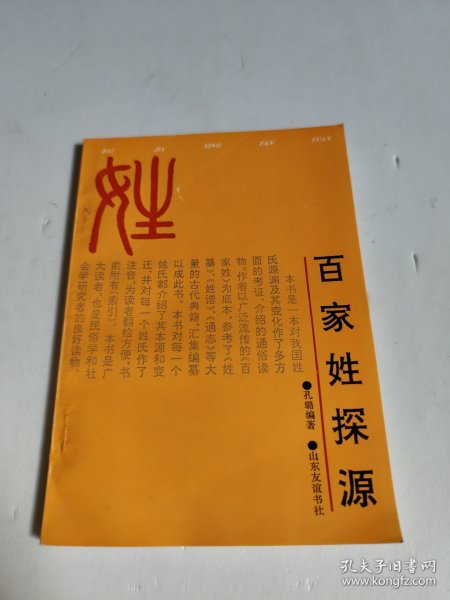 BAI JIA XING TAN YUAN
姓
百家姓探源
●孔璐编著
●山东友谊书社
本书是一本对我国姓
氏源渊及其变化作了多方
面的考证、介绍的通俗读
物。作者以广泛流传的《百
家姓》为底本，参考了《姓
纂》、《姓谱》、《通志》等大
量的古代典籍，汇集编纂
以成此书。本书对每一个
姓氏都介绍了其本源和变
迁，并对每一个姓氏作了
注音，为读者翻检方便，书
前附有索引。 本书是广
大读者，也是民俗学和社
会学研究者的良好读物。
孔夫子旧书网
www.kongfz.com